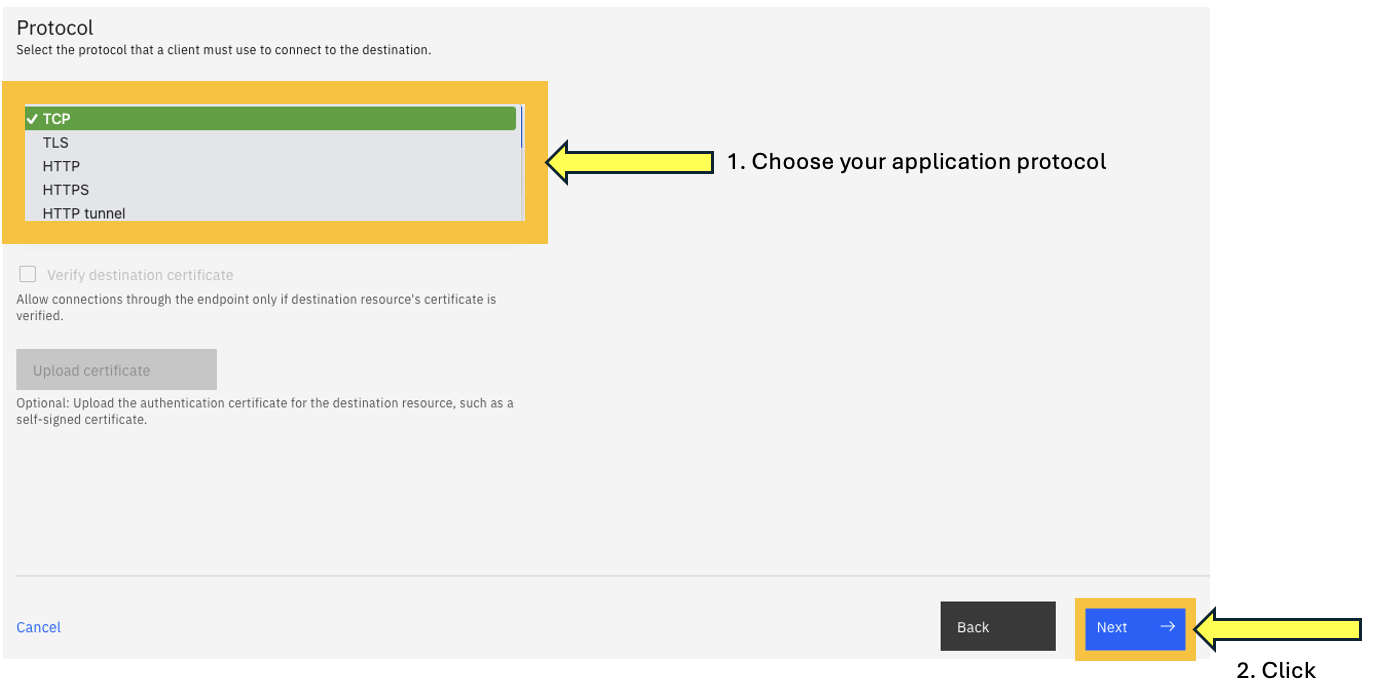 Protocol
Select the protocol that a client must use to connect to the destination.
TCP
TLS
HTTP
HTTPS
HTTP tunnel
1. Choose your application protocol
Verify destination certificate
Allow connections through the endpoint only if destination resource's certificate is
verified.
Upload certificate
Optional: Upload the authentication certificate for the destination resource, such as a
self-signed certificate.
Cancel
Back
Next
2. Click